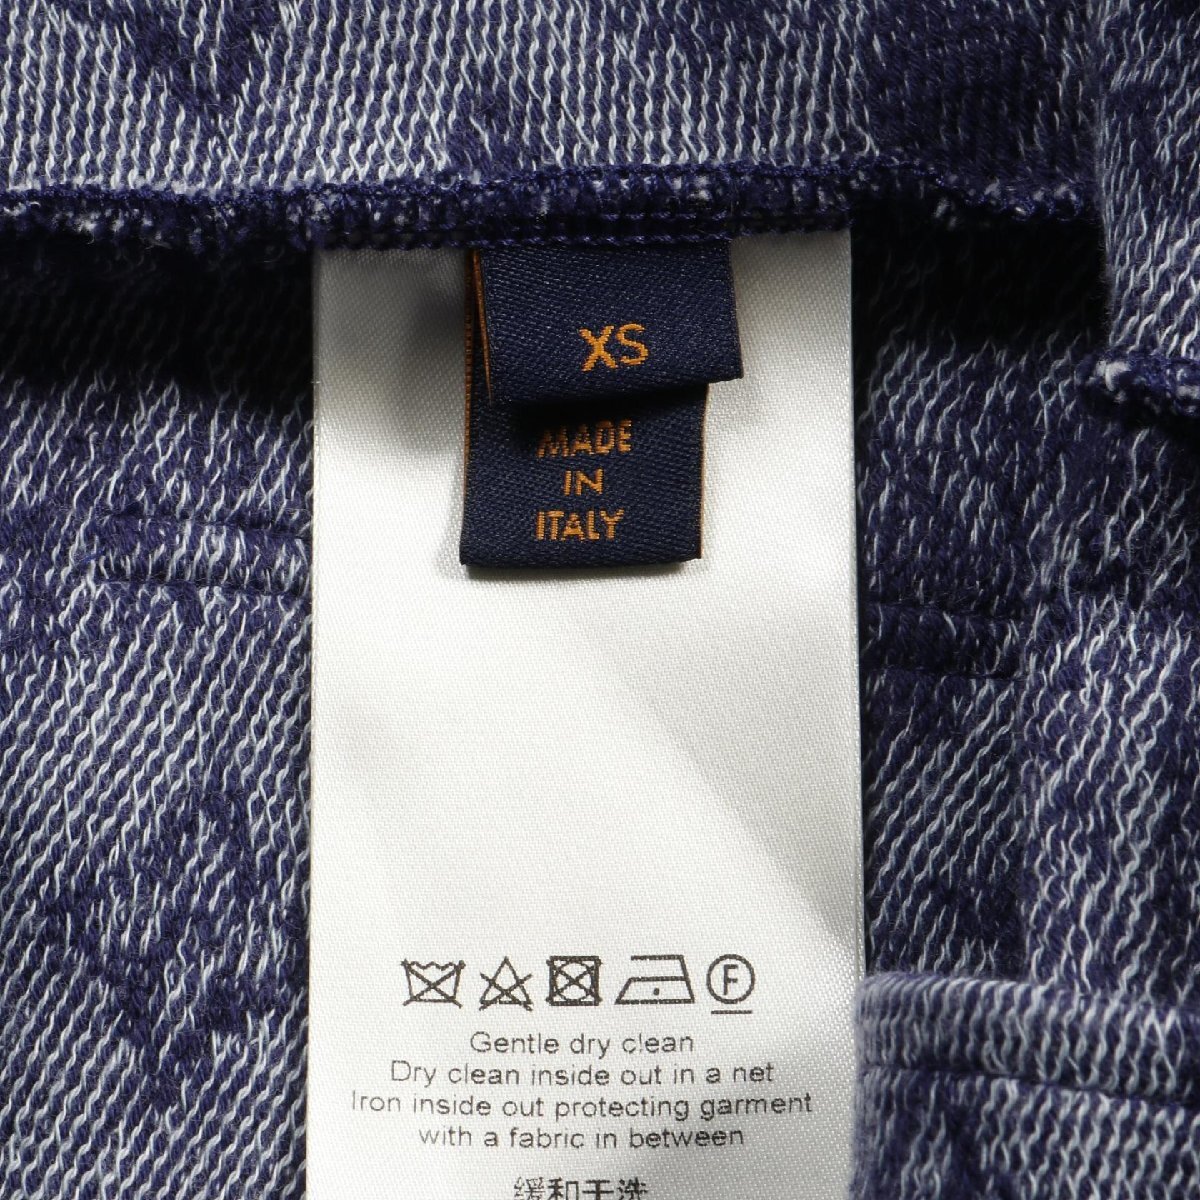 XS
MADE
IN
ITALY
F
Gentle dry clean
Dry clean inside out in a net
Iron inside out protecting garment
with a fabric in between
缓和干洗